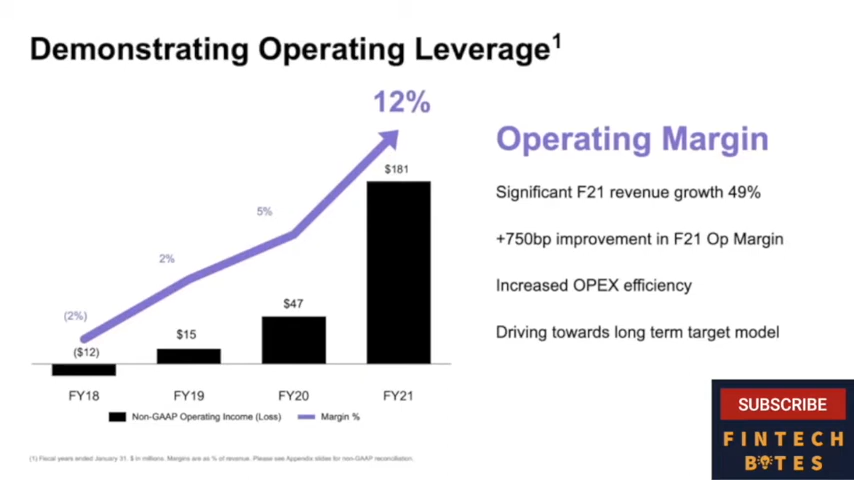 Demonstrating Operating Leverage1
12%
Operating Margin
$181
Significant F21 revenue growth 49%
5%
+750bp improvement in F21 Op Margin
2%
Increased OPEX efficiency
$47
(2%)
$15
Driving towards long term target model
($12)
FY18 FY19 FY20 FY21
Non-GAAP Operating Income (Loss) Margin %
SUBSCRIBE
FINTECH
BTES
(1) Fiscal years ended January 31. $ in millions. Margins are as % of revenue. Please see Appendix slides for non-GAAP reconciliation.